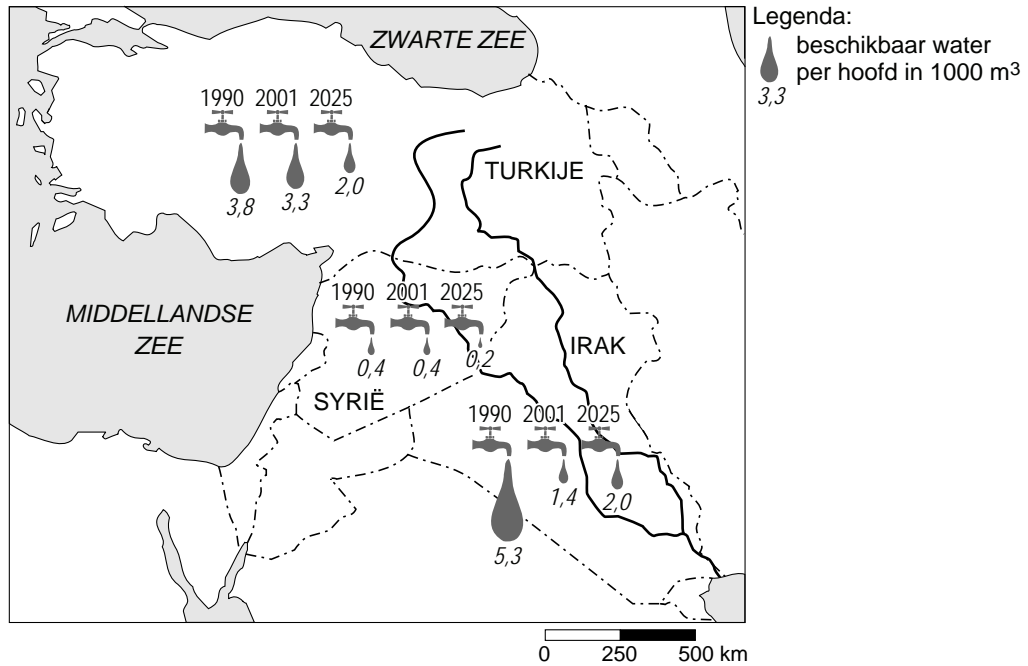 Legenda:
beschikbaar water
per hoofd in 1000 m³
3,3
ZWARTE ZEE
1990 2001 2025
3,8 3,3 2,0
TURKIJE
MIDDELLANDSE
ZEE
1990 2001 2025
0,4 0,4 0,2
IRAK
SYRIË
1990 2001 2025
5,3 1,4 2,0
0 250 500 km